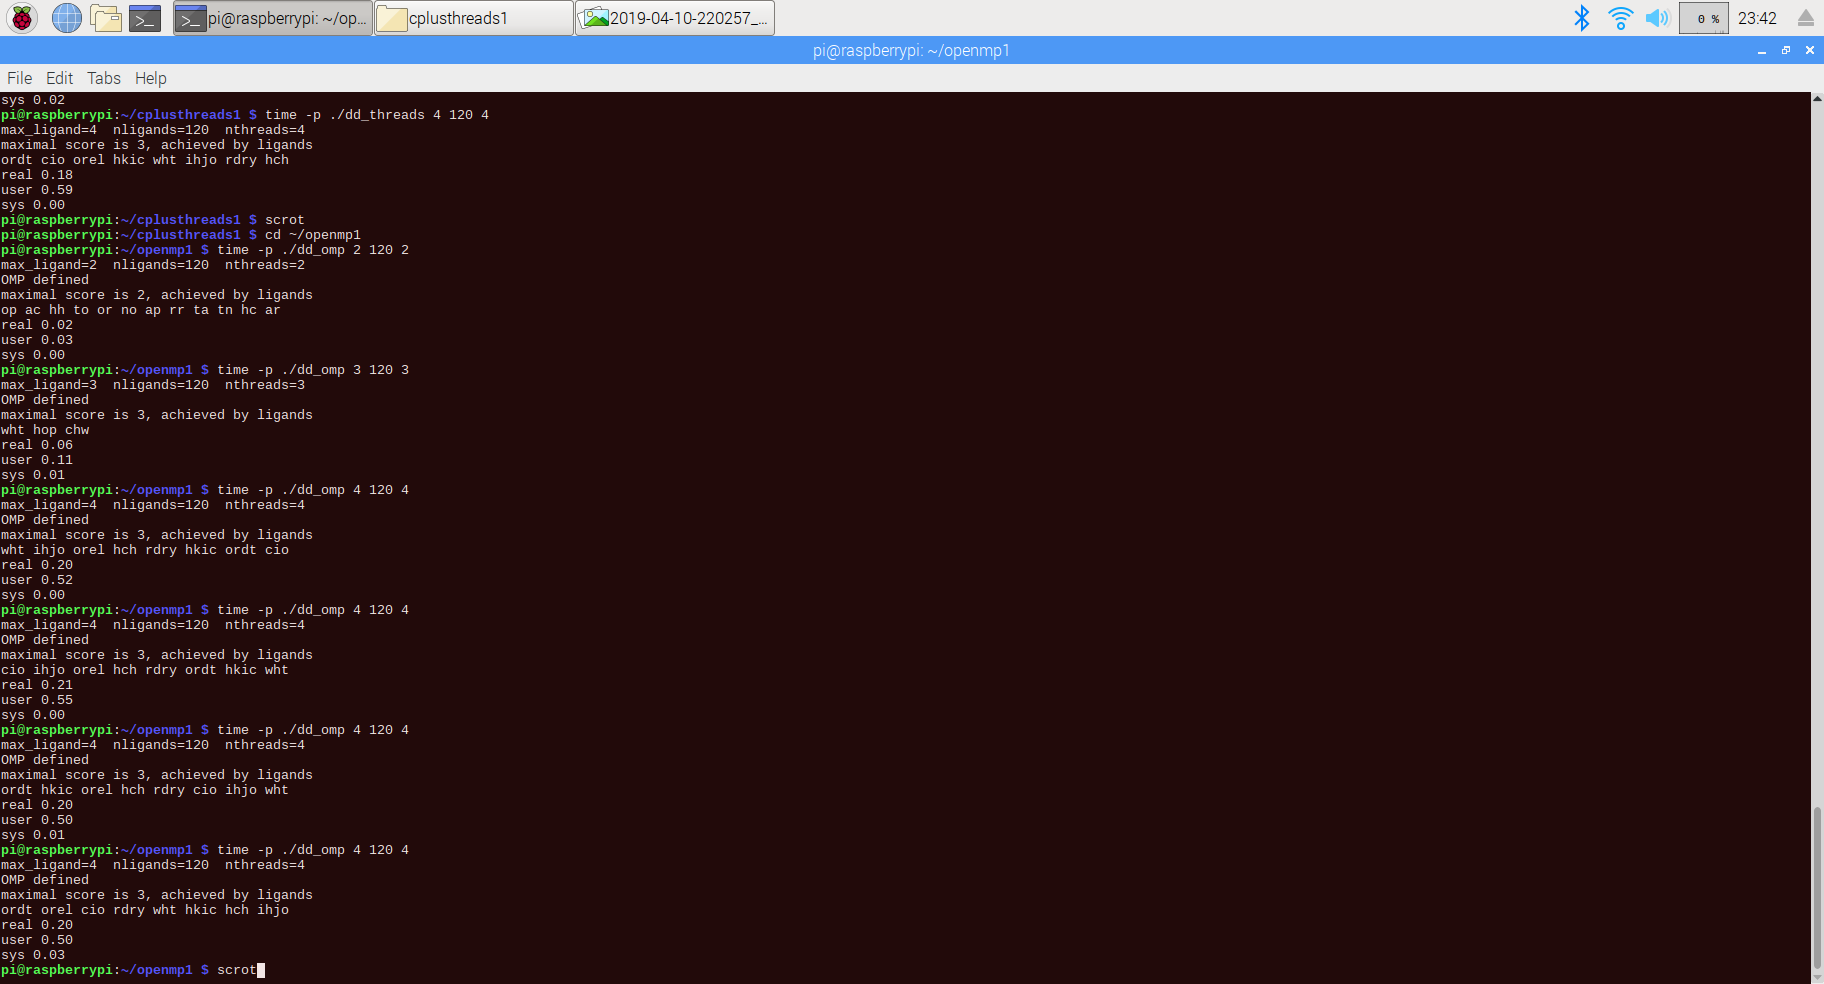 pi@raspberrypi: ~/op... cplusthreads1 2019-04-10-220257_... 0 % 23:42
pi@raspberrypi: ~/openmp1
File Edit Tabs Help
sys 0.02
pi@raspberrypi:~/cplusthreads1 $ time -p ./dd_threads 4 120 4
max_ligand=4  nligands=120  nthreads=4
maximal score is 3, achieved by ligands
ordt cio orel hkic wht ihjo rdry hch
real 0.18
user 0.59
sys 0.00
pi@raspberrypi:~/cplusthreads1 $ scrot
pi@raspberrypi:~/cplusthreads1 $ cd ~/openmp1
pi@raspberrypi:~/openmp1 $ time -p ./dd_omp 2 120 2
max_ligand=2  nligands=120  nthreads=2
OMP defined
maximal score is 2, achieved by ligands
op ac hh to or no ap rr ta tn hc ar
real 0.02
user 0.03
sys 0.00
pi@raspberrypi:~/openmp1 $ time -p ./dd_omp 3 120 3
max_ligand=3  nligands=120  nthreads=3
OMP defined
maximal score is 3, achieved by ligands
wht hop chw
real 0.06
user 0.11
sys 0.01
pi@raspberrypi:~/openmp1 $ time -p ./dd_omp 4 120 4
max_ligand=4  nligands=120  nthreads=4
OMP defined
maximal score is 3, achieved by ligands
wht ihjo orel hch rdry hkic ordt cio
real 0.20
user 0.52
sys 0.00
pi@raspberrypi:~/openmp1 $ time -p ./dd_omp 4 120 4
max_ligand=4  nligands=120  nthreads=4
OMP defined
maximal score is 3, achieved by ligands
cio ihjo orel hch rdry ordt hkic wht
real 0.21
user 0.55
sys 0.00
pi@raspberrypi:~/openmp1 $ time -p ./dd_omp 4 120 4
max_ligand=4  nligands=120  nthreads=4
OMP defined
maximal score is 3, achieved by ligands
ordt hkic orel hch rdry cio ihjo wht
real 0.20
user 0.50
sys 0.01
pi@raspberrypi:~/openmp1 $ time -p ./dd_omp 4 120 4
max_ligand=4  nligands=120  nthreads=4
OMP defined
maximal score is 3, achieved by ligands
ordt orel cio rdry wht hkic hch ihjo
real 0.20
user 0.50
sys 0.03
pi@raspberrypi:~/openmp1 $ scrot